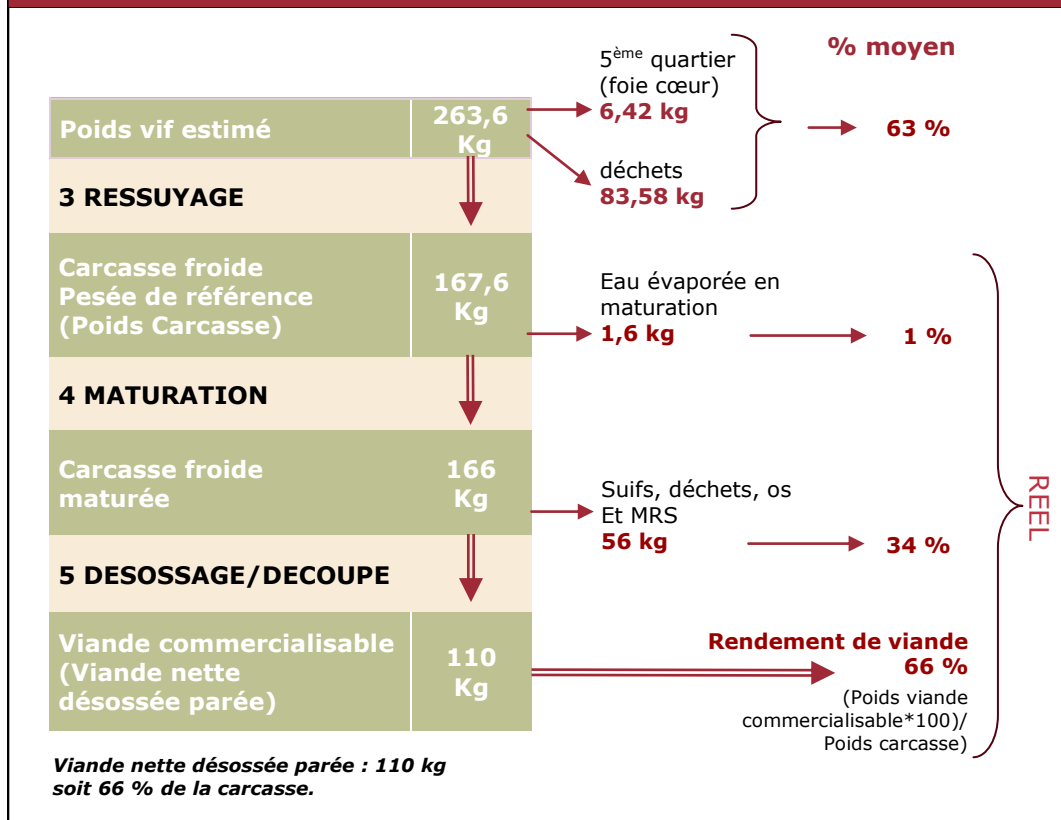 % moyen
5ème quartier
(foie cœur)
6,42 kg
Poids vif estimé
263,6
Kg
63 %
déchets
83,58 kg
3 RESSUYAGE
Carcasse froide
Pesée de référence
(Poids Carcasse)
167,6
Kg
Eau évaporée en
maturation
1,6 kg
1 %
4 MATURATION
Carcasse froide
maturée
166
Kg
Suifs, déchets, os
Et MRS
56 kg
34 %
REEL
5 DESOSSAGE/DECOUPE
Viande commercialisable
(Viande nette
désossée parée)
110
Kg
Rendement de viande
66 %
(Poids viande
commercialisable*100)/
Poids carcasse)
Viande nette désossée parée : 110 kg
soit 66 % de la carcasse.